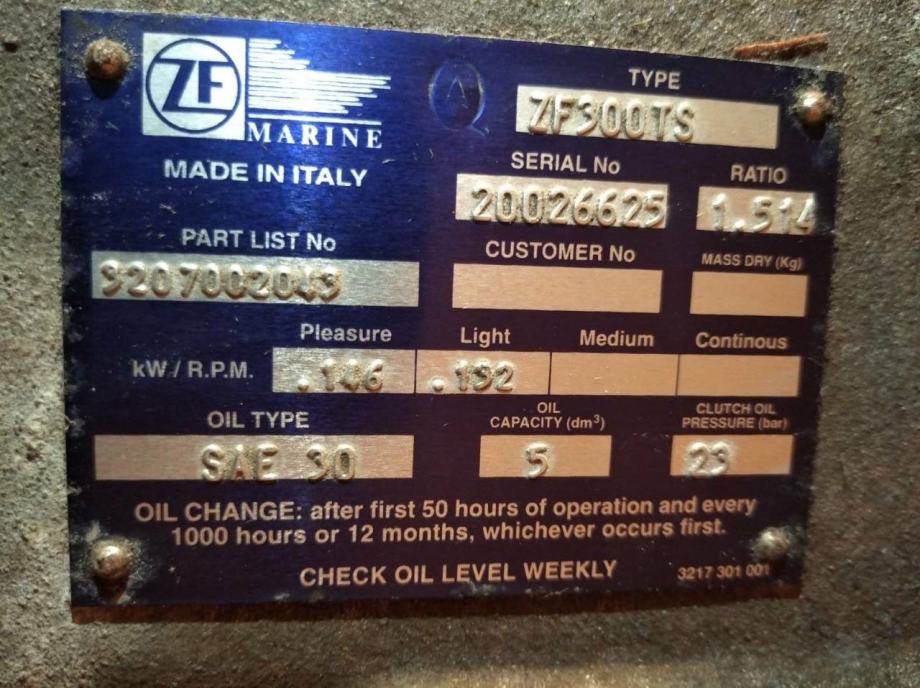 ZF
MARINE
MADE IN ITALY
Q
TYPE
ZF300TS
SERIAL No
20026625
RATIO
1.514
PART LIST No
9207002043
CUSTOMER No
MASS DRY (Kg)
Pleasure Light Medium Continous
kW / R.P.M. .146 .132
OIL TYPE
SAE 30
OIL
CAPACITY (dm³)
5
CLUTCH OIL
PRESSURE (bar)
23
OIL CHANGE: after first 50 hours of operation and every
1000 hours or 12 months, whichever occurs first.
CHECK OIL LEVEL WEEKLY
3217 301 001